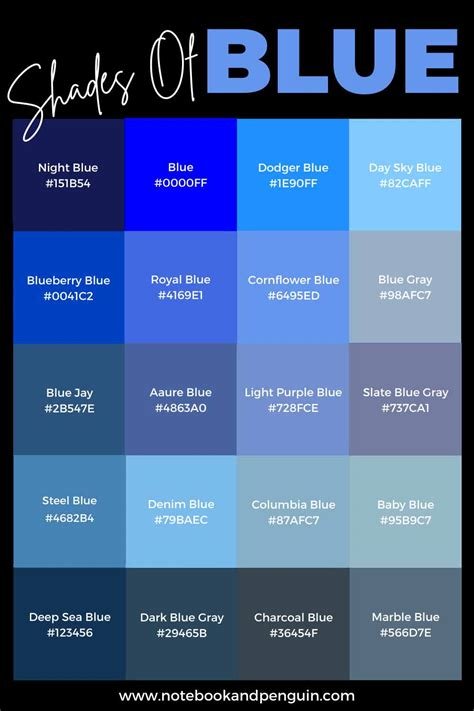 Shades Of BLUE
Night Blue
#151B54
Blue
#0000FF
Dodger Blue
#1E90FF
Day Sky Blue
#82CAFF
Blueberry Blue
#0041C2
Royal Blue
#4169E1
Cornflower Blue
#6495ED
Blue Gray
#98AFC7
Blue Jay
#2B547E
Aaure Blue
#4863A0
Light Purple Blue
#728FCE
Slate Blue Gray
#737CA1
Steel Blue
#4682B4
Denim Blue
#79BAEC
Columbia Blue
#87AFC7
Baby Blue
#95B9C7
Deep Sea Blue
#123456
Dark Blue Gray
#29465B
Charcoal Blue
#36454F
Marble Blue
#566D7E
www.notebookandpenguin.com